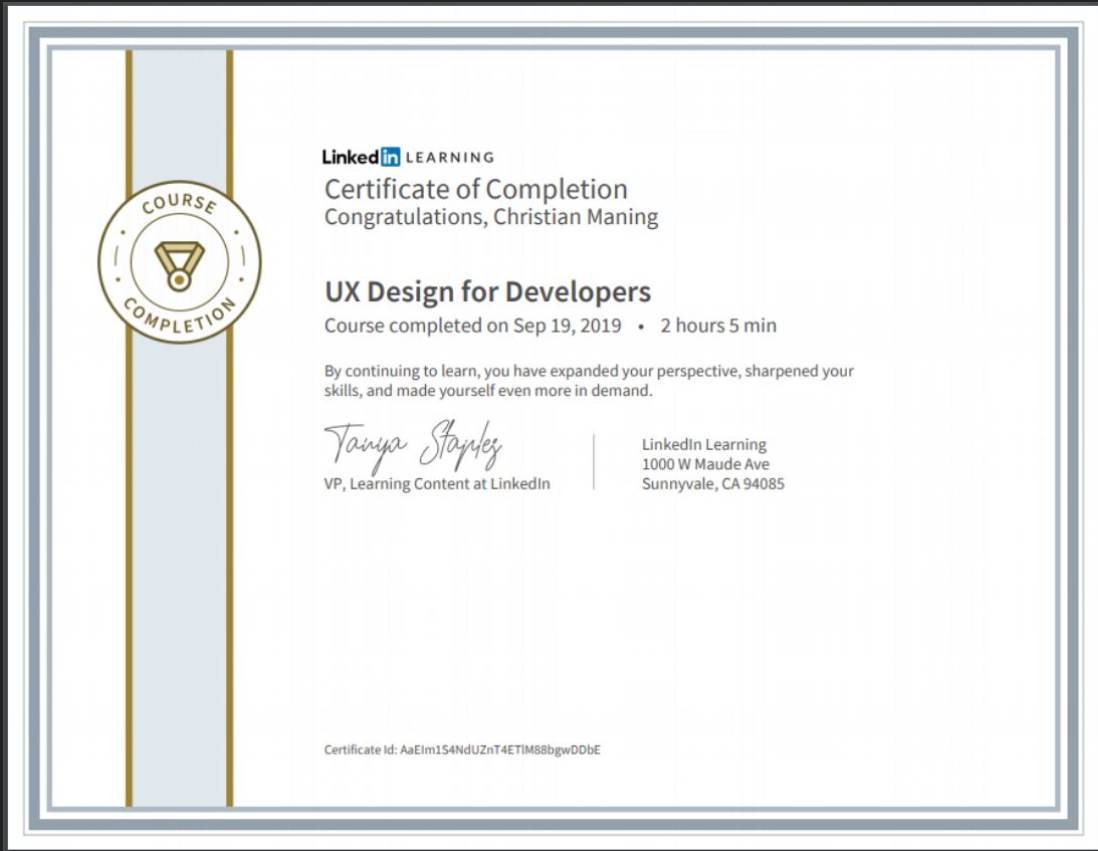 COURSE
COMPLETION
Linked in LEARNING
Certificate of Completion
Congratulations, Christian Maning
UX Design for Developers
Course completed on Sep 19, 2019 • 2 hours 5 min
By continuing to learn, you have expanded your perspective, sharpened your
skills, and made yourself even more in demand.
Tanya Staples
VP, Learning Content at LinkedIn
LinkedIn Learning
1000 W Maude Ave
Sunnyvale, CA 94085
Certificate Id: AaEIm1S4NdUZnT4ETlM88bgwDDbE